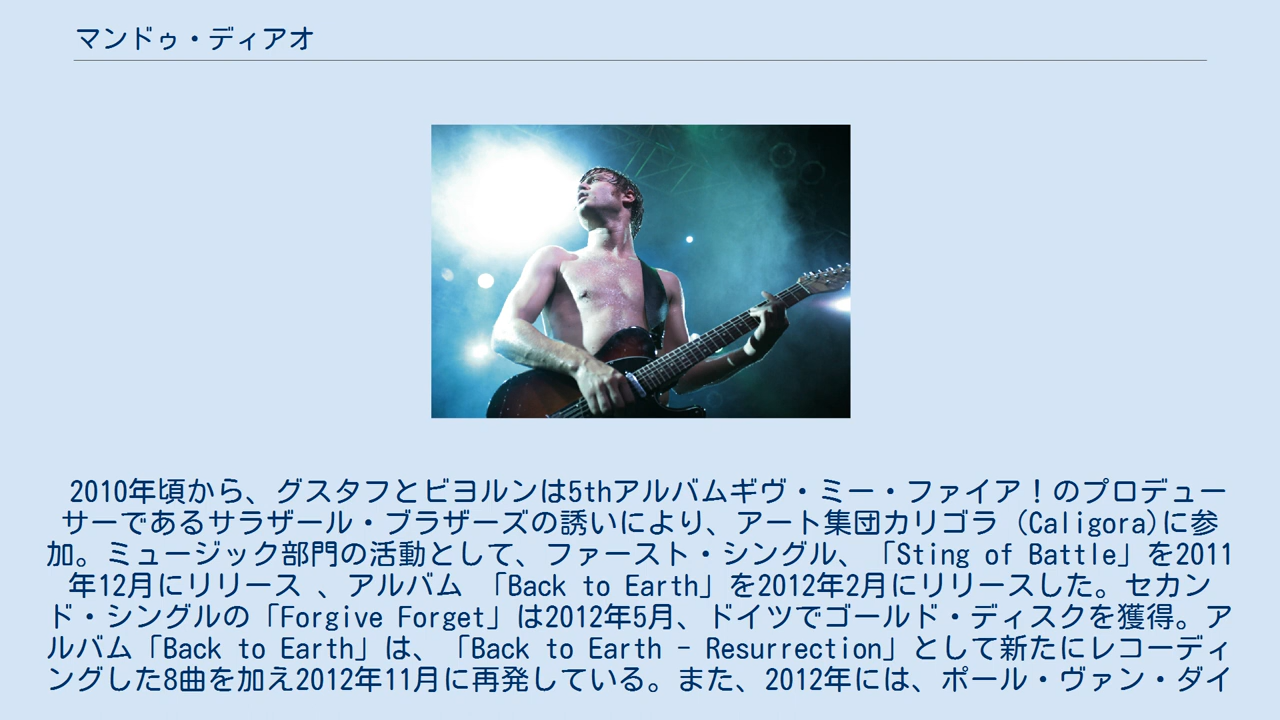 マンドゥ・ディアオ
2010年頃から、グスタフとビヨルンは5thアルバムギヴ・ミー・ファイア！のプロデュー
サーであるサラザール・ブラザーズの誘いにより、アート集団カリゴラ (Caligora)に参
加。ミュージック部門の活動として、ファースト・シングル、「Sting of Battle」を2011
年12月にリリース 、アルバム 「Back to Earth」を2012年2月にリリースした。セカン
ド・シングルの「Forgive Forget」は2012年5月、ドイツでゴールド・ディスクを獲得。ア
ルバム「Back to Earth」は、「Back to Earth - Resurrection」として新たにレコーディ
ングした8曲を加え2012年11月に再発している。また、2012年には、ポール・ヴァン・ダイ